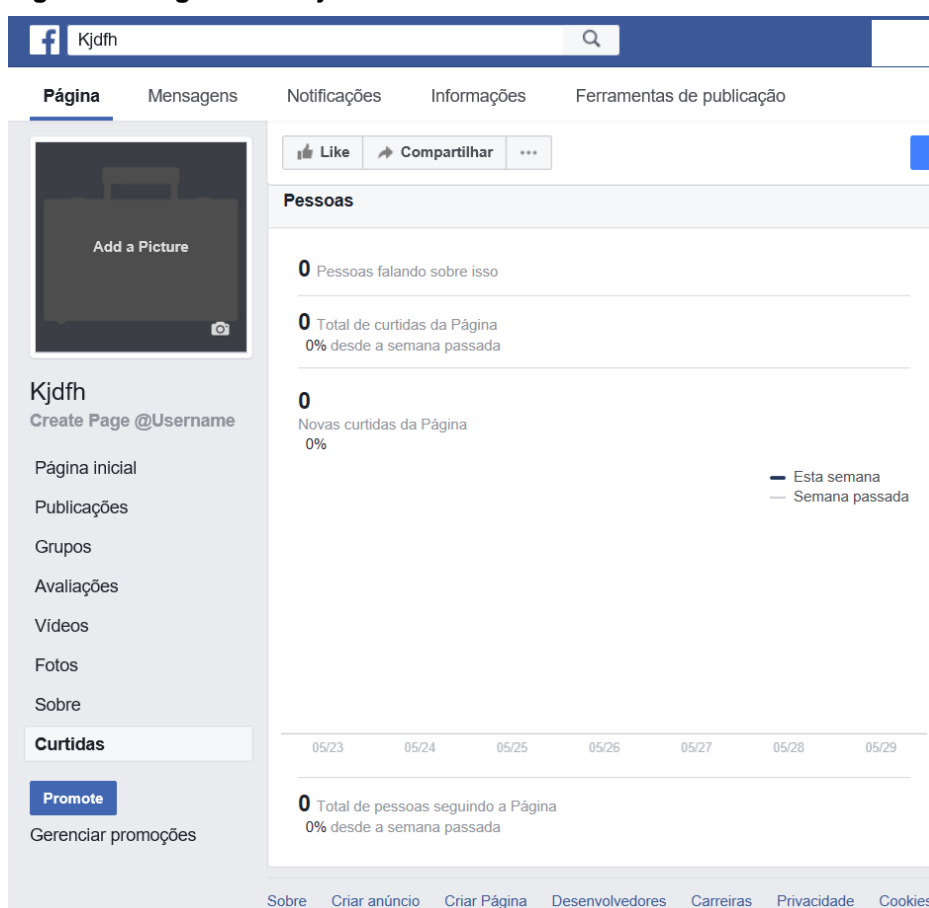 Kjdfh
Página Mensagens Notificações Informações Ferramentas de publicação
Like Compartilhar ...
Pessoas
Add a Picture
0 Pessoas falando sobre isso
0 Total de curtidas da Página
0% desde a semana passada
Kjdfh
Create Page @Username
0
Novas curtidas da Página
0%
Página inicial
Publicações
Grupos
Avaliações
Vídeos
Fotos
Sobre
Curtidas
Esta semana
Semana passada
05/23 05/24 05/25 05/26 05/27 05/28 05/29
Promote
Gerenciar promoções
0 Total de pessoas seguindo a Página
0% desde a semana passada
Sobre Criar anúncio Criar Página Desenvolvedores Carreiras Privacidade Cookies